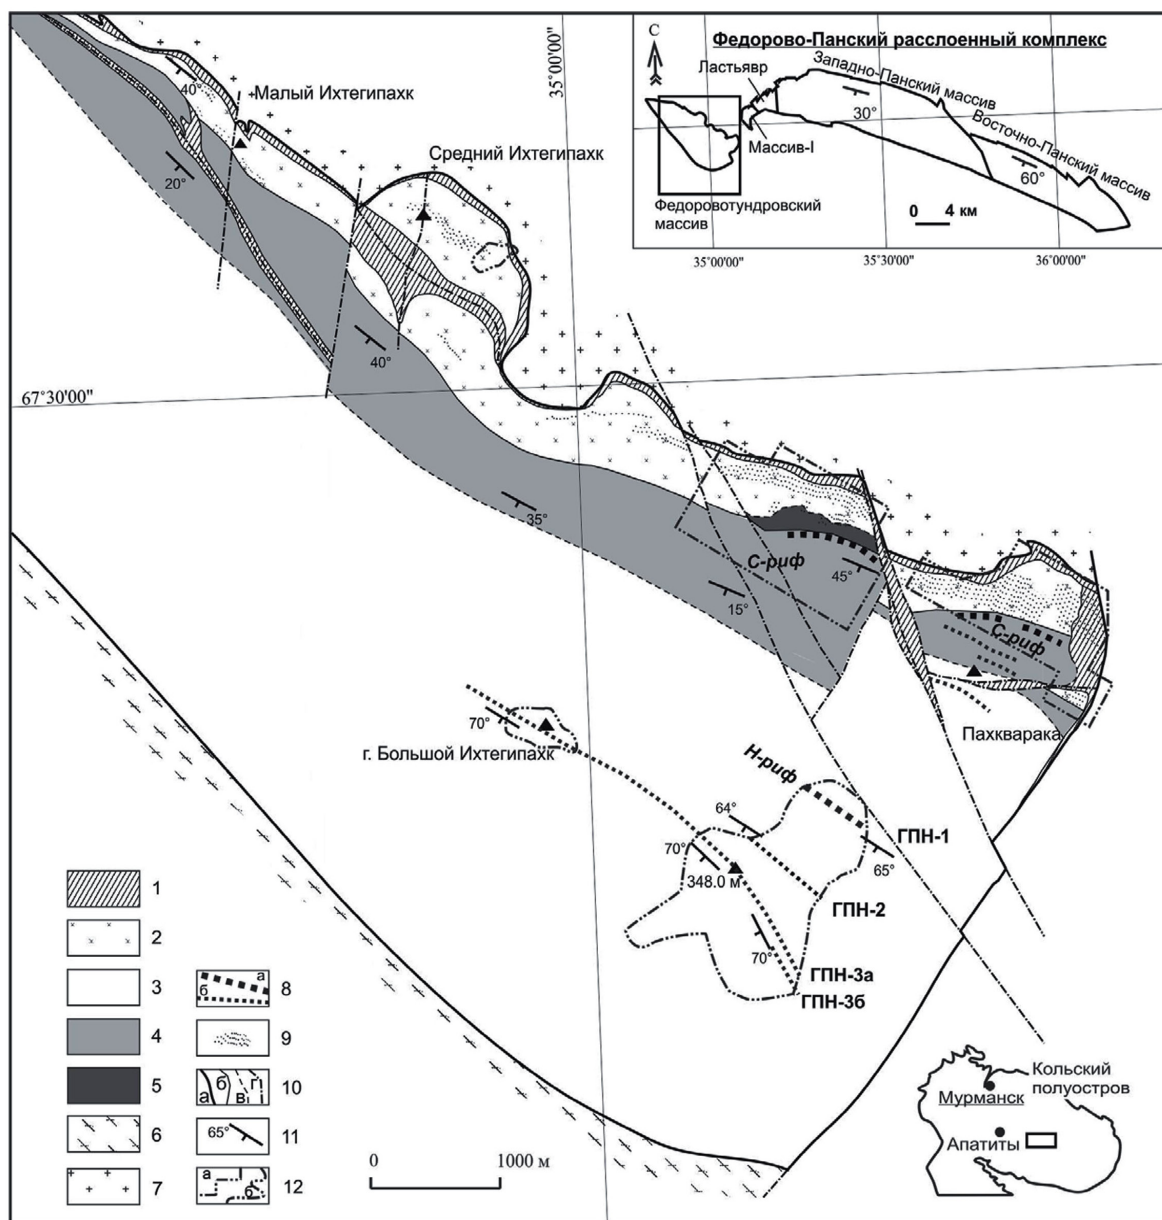 С
Федорово-Панский расслоенный комплекс
Ластьявр
Западно-Панский массив
30°
Восточно-Панский массив
60°
Массив-I
Федоровотундровский
массив
0 4 км
35°00'00"
35°30'00"
36°00'00"
35°00'00"
40°
Малый Ихтегипахк
Средний Ихтегипахк
20°
40°
67°30'00"
35°
С-риф
45°
15°
С-риф
Пахкварака
70°
г. Большой Ихтегипахк
Н-риф
64°
ГПН-1
65°
70°
348.0 м
ГПН-2
70°
ГПН-3а
ГПН-3б
1
2
3
4
5
6
7
а
б
8
9
а б в г
10
65°
11
а
б
12
0 1000 м
Кольский
полуостров
Мурманск
Апатиты